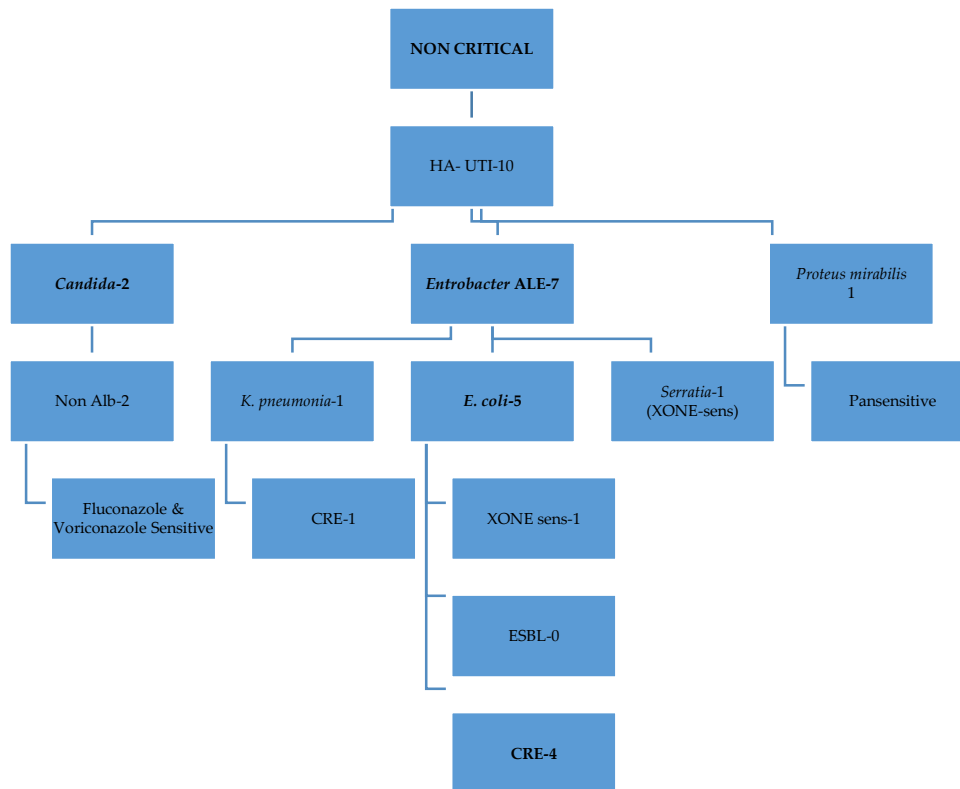 NON CRITICAL
HA- UTI-10
Candida-2
Entrobacter ALE-7
Proteus mirabilis
1
Non Alb-2
K. pneumonia-1
E. coli-5
Serratia-1
(XONE-sens)
Pansensitive
Fluconazole &
Voriconazole Sensitive
CRE-1
XONE sens-1
ESBL-0
CRE-4